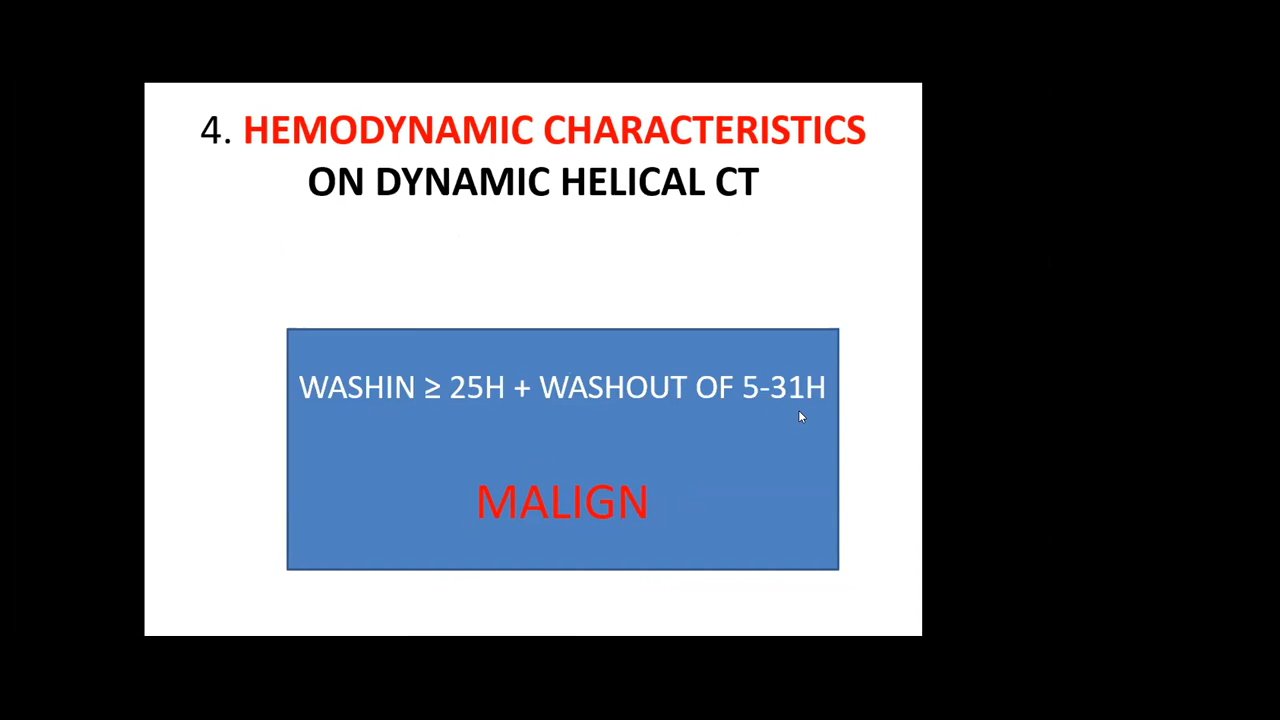 4. HEMODYNAMIC CHARACTERISTICS
ON DYNAMIC HELICAL CT
WASHIN ≥ 25H + WASHOUT OF 5-31H
MALIGN